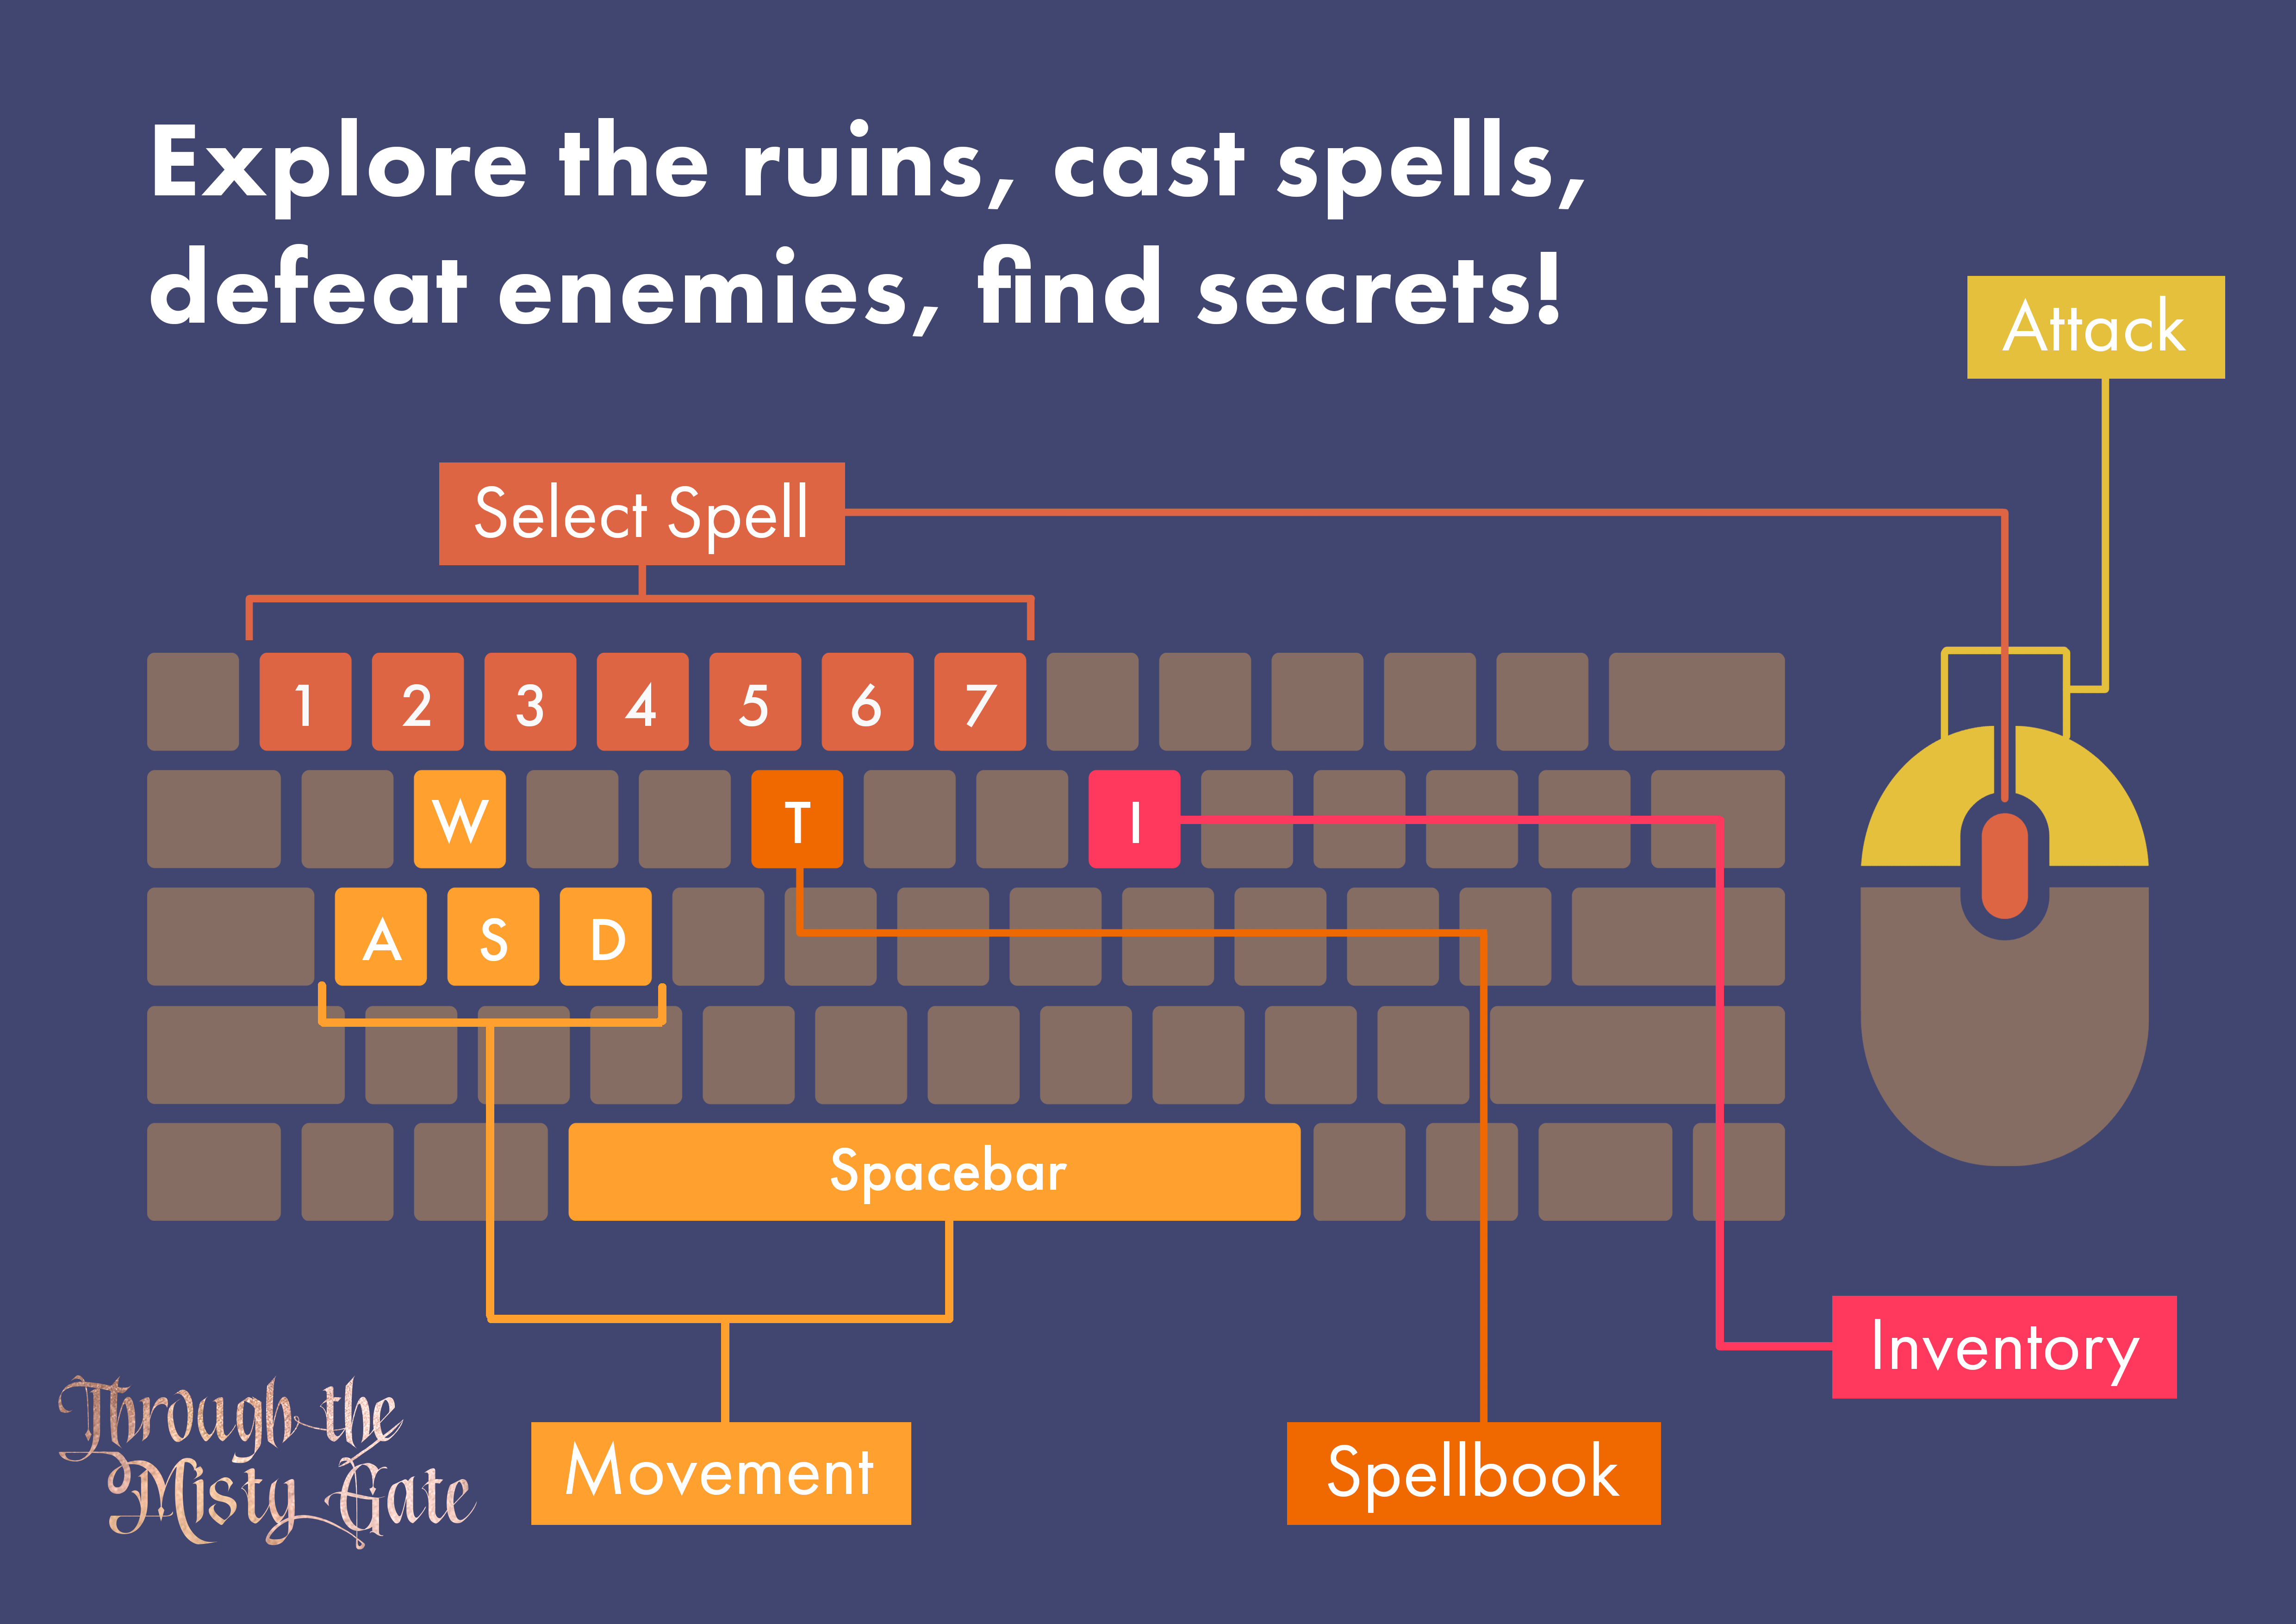 Explore the ruins, cast spells,
defeat enemies, find secrets!
Attack
Select Spell
1 2 3 4 5 6 7
W T I
A S D
Spacebar
Inventory
Movement
Spellbook
Through the
Misty Gate